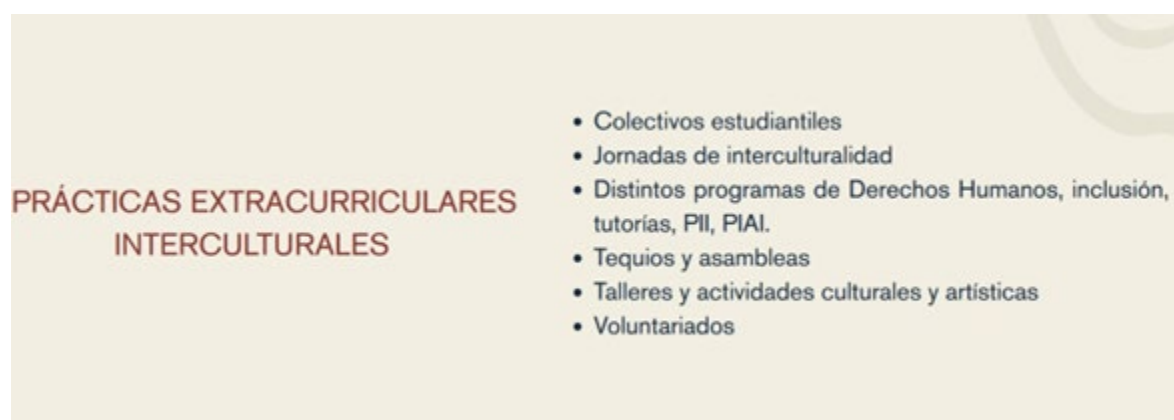 PRÁCTICAS EXTRACURRICULARES
INTERCULTURALES
• Colectivos estudiantiles
• Jornadas de interculturalidad
• Distintos programas de Derechos Humanos, inclusión,
tutorías, PII, PIAI.
• Tequios y asambleas
• Talleres y actividades culturales y artísticas
• Voluntariados